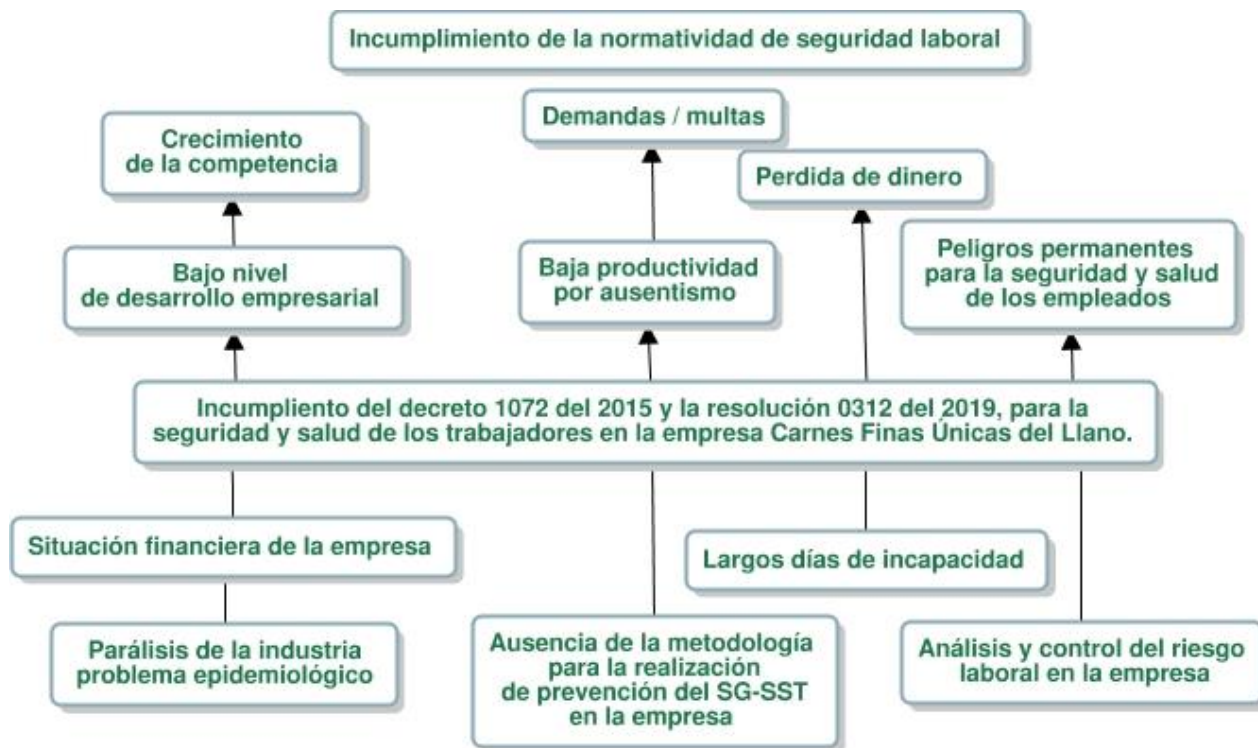 Incumplimiento de la normatividad de seguridad laboral
Demandas / multas
Crecimiento
de la competencia
Perdida de dinero
Bajo nivel
de desarrollo empresarial
Baja productividad
por ausentismo
Peligros permanentes
para la seguridad y salud
de los empleados
Incumpliento del decreto 1072 del 2015 y la resolución 0312 del 2019, para la
seguridad y salud de los trabajadores en la empresa Carnes Finas Únicas del Llano.
Situación financiera de la empresa
Largos días de incapacidad
Parálisis de la industria
problema epidemiológico
Ausencia de la metodología
para la realización
de prevención del SG-SST
en la empresa
Análisis y control del riesgo
laboral en la empresa